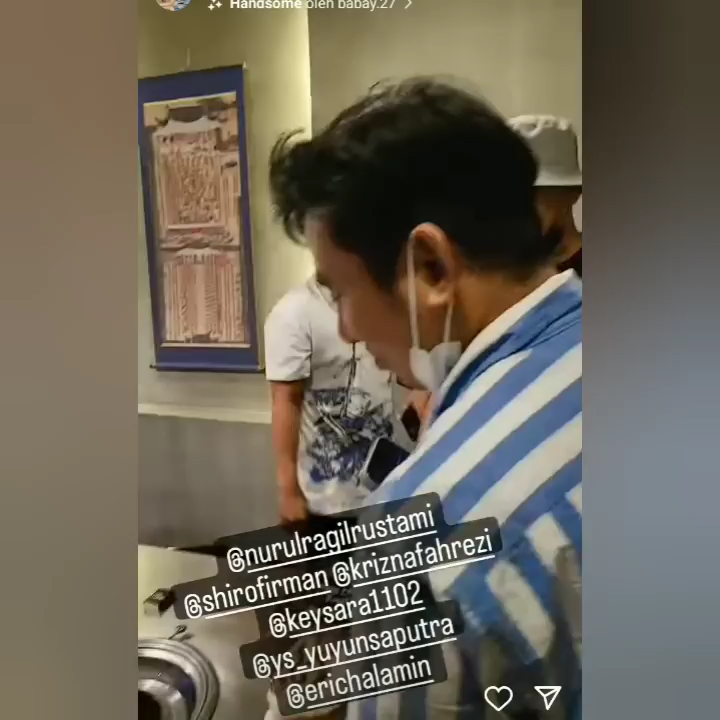 Handsome oleh babay.27 >
@nurulragilrustami
@shirofirman @kriznafahrezi
@keysara1102
@ys_yuyunsaputra
@erichalamin